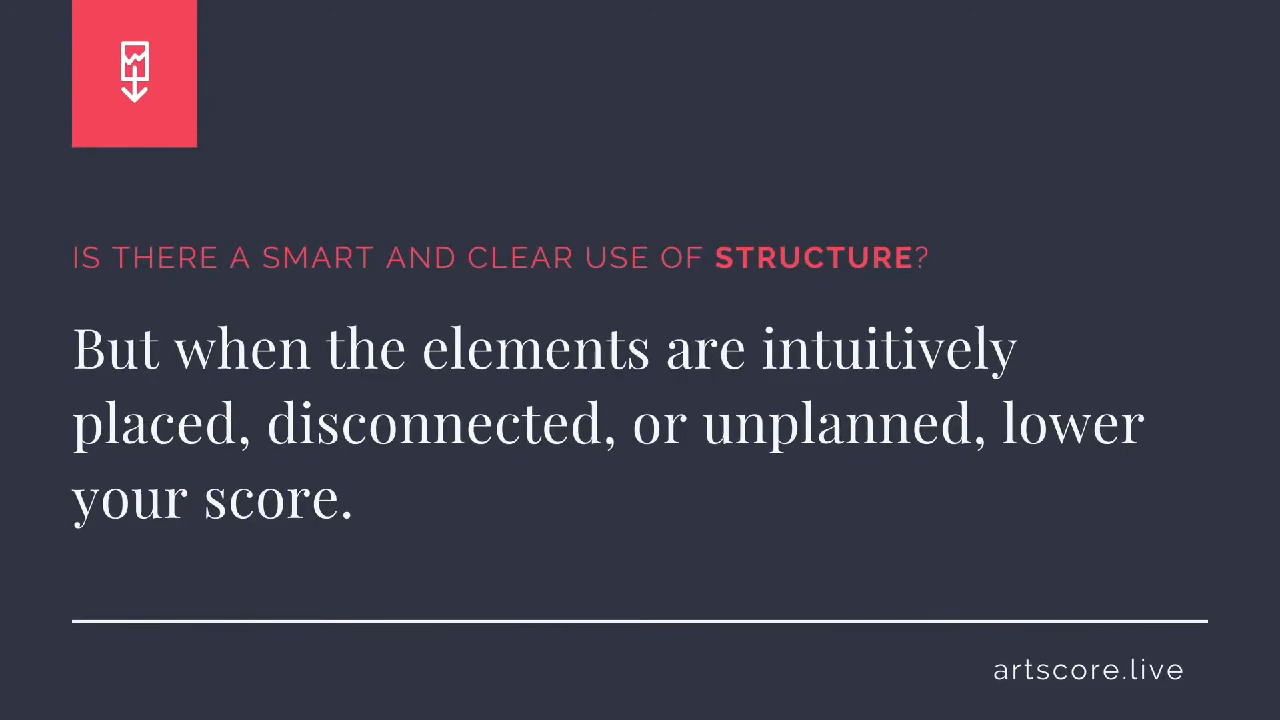 IS THERE A SMART AND CLEAR USE OF STRUCTURE?
But when the elements are intuitively
placed, disconnected, or unplanned, lower
your score.
artscore.live